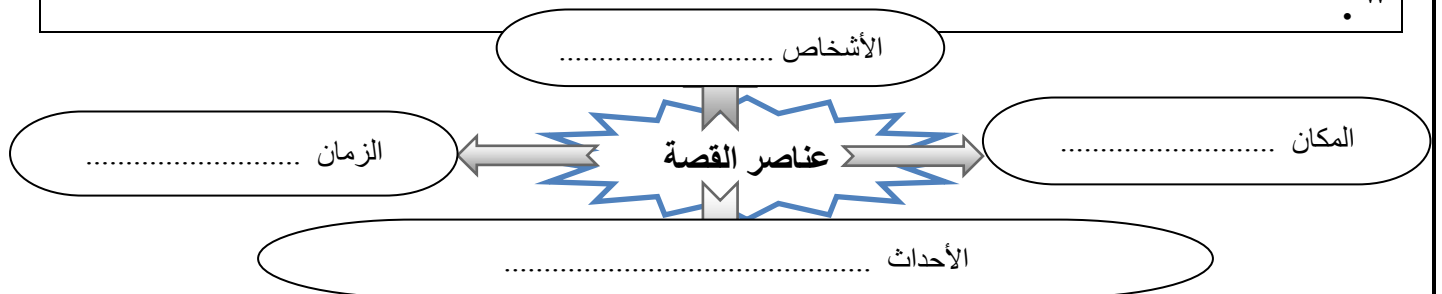 الأشخاص ...........................
المكان ...........................
عناصر القصة
الزمان ...........................
الأحداث ..............................................